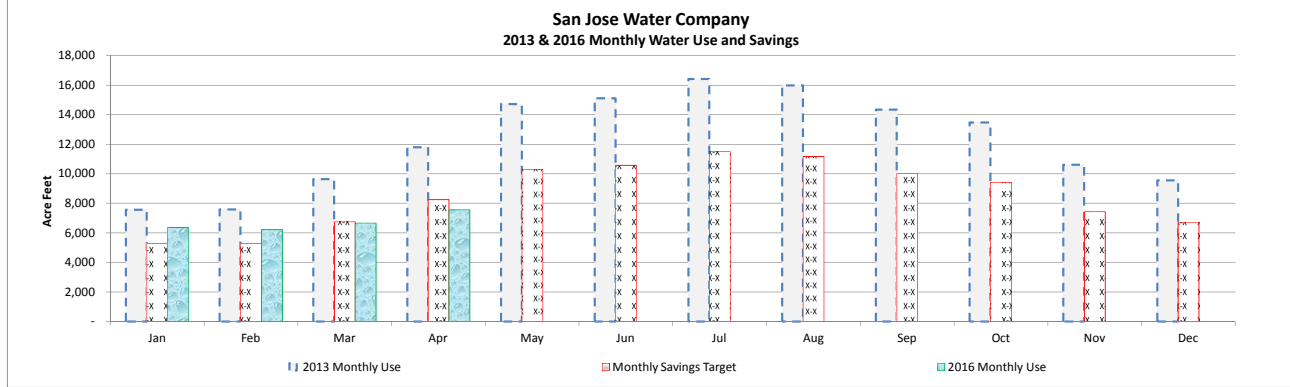 San Jose Water Company
2013 & 2016 Monthly Water Use and Savings
18,000
16,000
14,000
12,000
10,000
8,000
6,000
4,000
2,000
-
Acre Feet
Jan Feb Mar Apr May Jun Jul Aug Sep Oct Nov Dec
2013 Monthly Use Monthly Savings Target 2016 Monthly Use